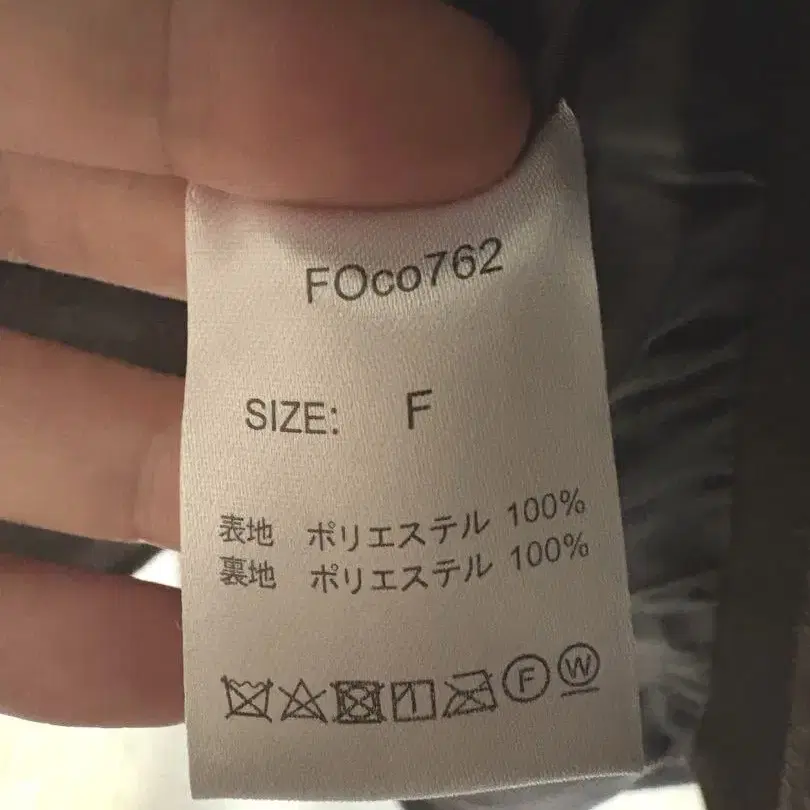 FOco762
SIZE: F
表地 ポリエステル 100%
裏地 ポリエステル 100%
F W